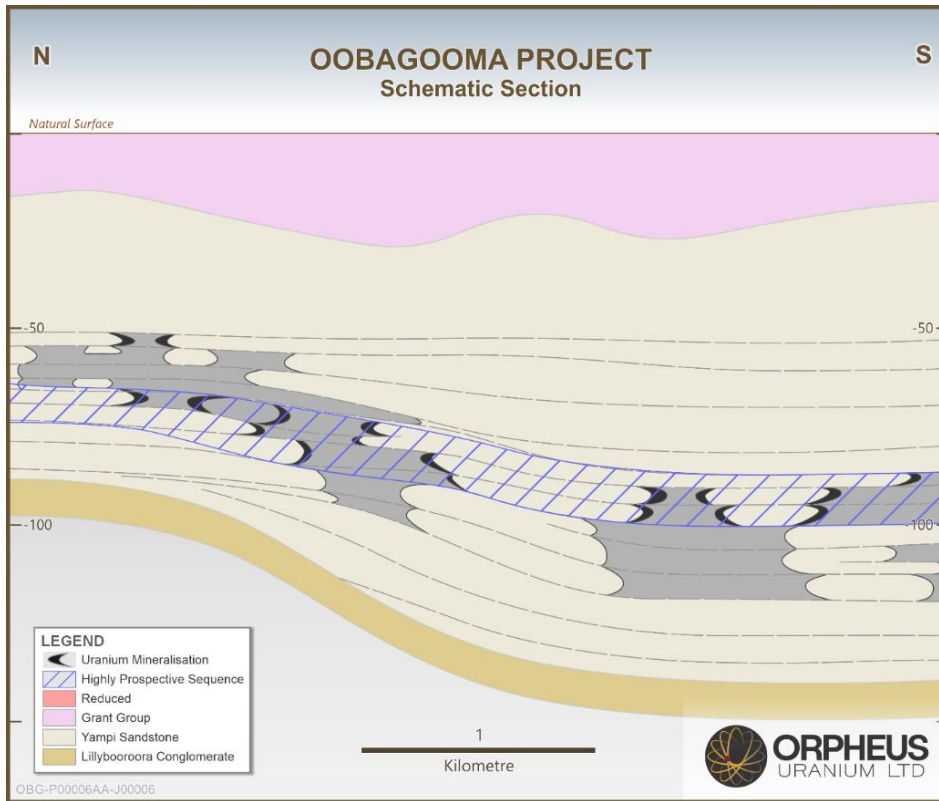 N
OOBAGOOMA PROJECT
S
Schematic Section
Natural Surface
-50
-50
-100
-100
LEGEND
Uranium Mineralisation
Highly Prospective Sequence
Reduced
Grant Group
Yampi Sandstone
Lillybooroora Conglomerate
1
Kilometre
ORPHEUS
URANIUM LTD
OBG-P00006AA-J00006